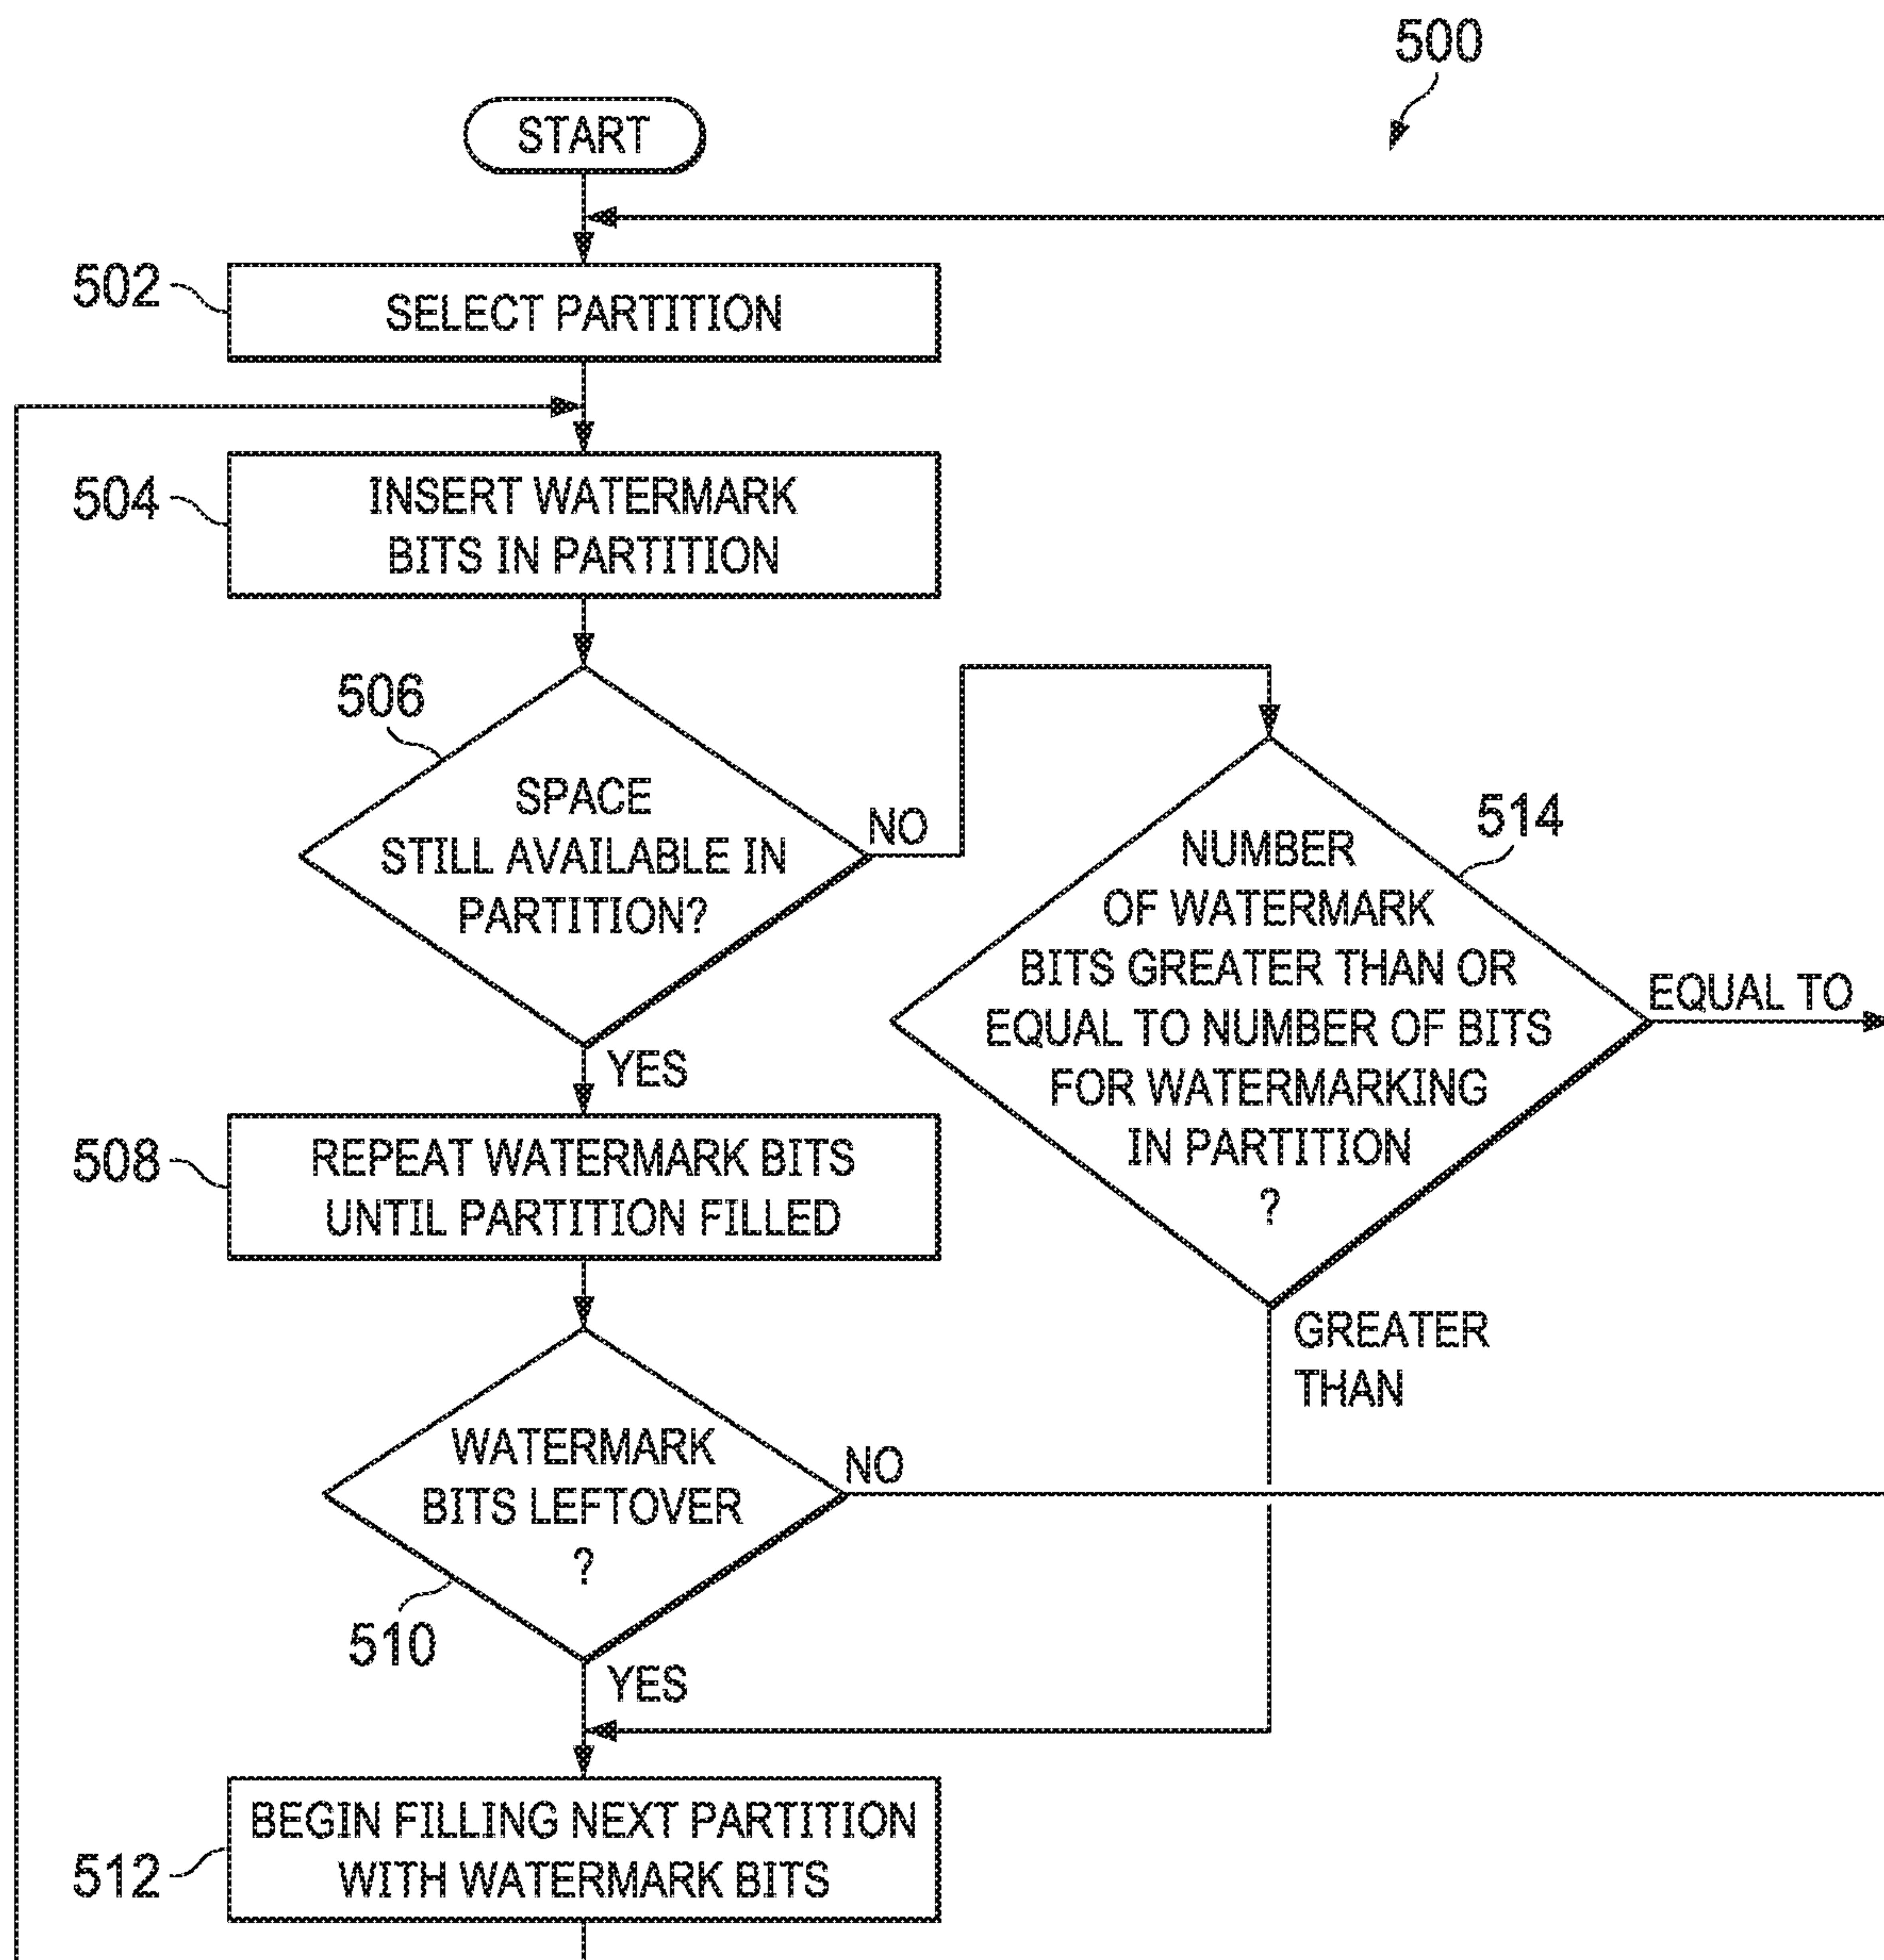 500
START
502
SELECT PARTITION
504
INSERT WATERMARK
BITS IN PARTITION
506
SPACE
STILL AVAILABLE IN
PARTITION?
NO
YES
514
NUMBER
OF WATERMARK
BITS GREATER THAN OR
EQUAL TO NUMBER OF BITS
FOR WATERMARKING
IN PARTITION
?
EQUAL TO
GREATER
THAN
508
REPEAT WATERMARK BITS
UNTIL PARTITION FILLED
WATERMARK
BITS LEFTOVER
?
NO
510
YES
512
BEGIN FILLING NEXT PARTITION
WITH WATERMARK BITS